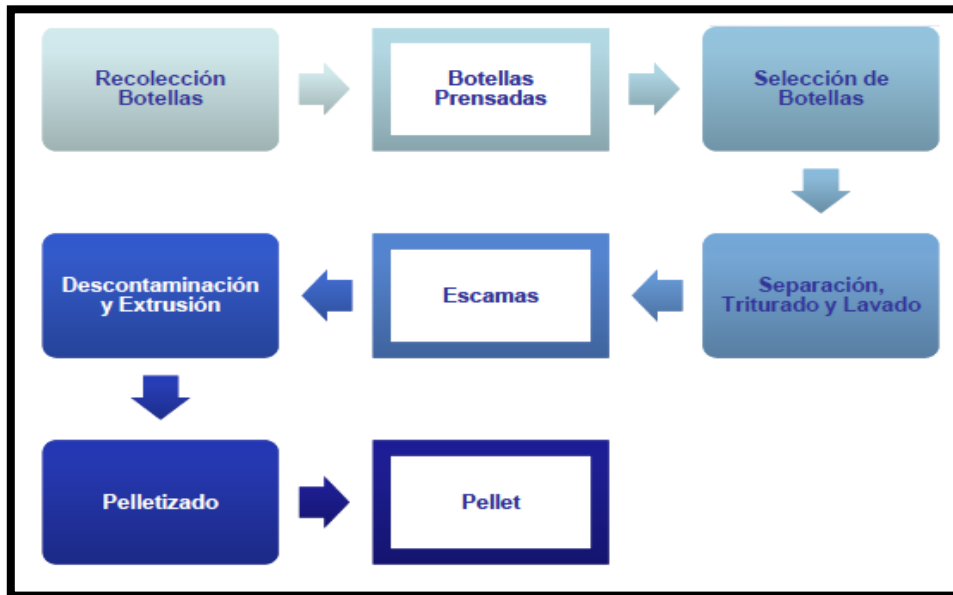 Recolección
Botellas
Botellas
Prensadas
Selección de
Botellas
Separación,
Triturado y Lavado
Escamas
Descontaminación
y Extrusión
Pelletizado
Pellet